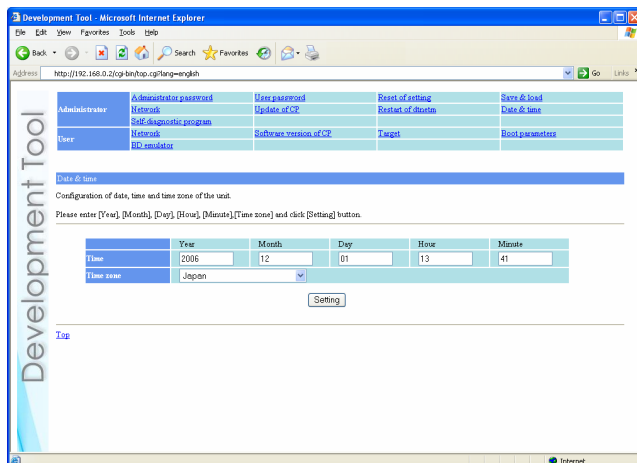 Development Tool - Microsoft Internet Explorer
File Edit View Favorites Tools Help
Back Search Favorites
Address http://192.168.0.2/cgi-bin/top.cgi?lang=english Go Links »
Development Tool
Administrator
Administrator password User password Reset of setting Save & load
Network Update of CP Restart of dtnetm Date & time
Self-diagnostic program
User
Network Software version of CP Target Boot parameters
BD emulator
Date & time
Configuration of date, time and time zone of the unit.
Please enter [Year], [Month], [Day], [Hour], [Minute],[Time zone] and click [Setting] button.
Year Month Day Hour Minute
Time 2006 12 01 13 41
Time zone Japan
Setting
Top
Internet